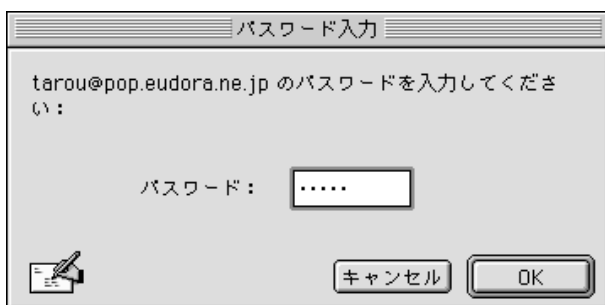 パスワード入力
tarou@pop.eudora.ne.jp のパスワードを入力してくださ
い：
パスワード： •••••
キャンセル OK